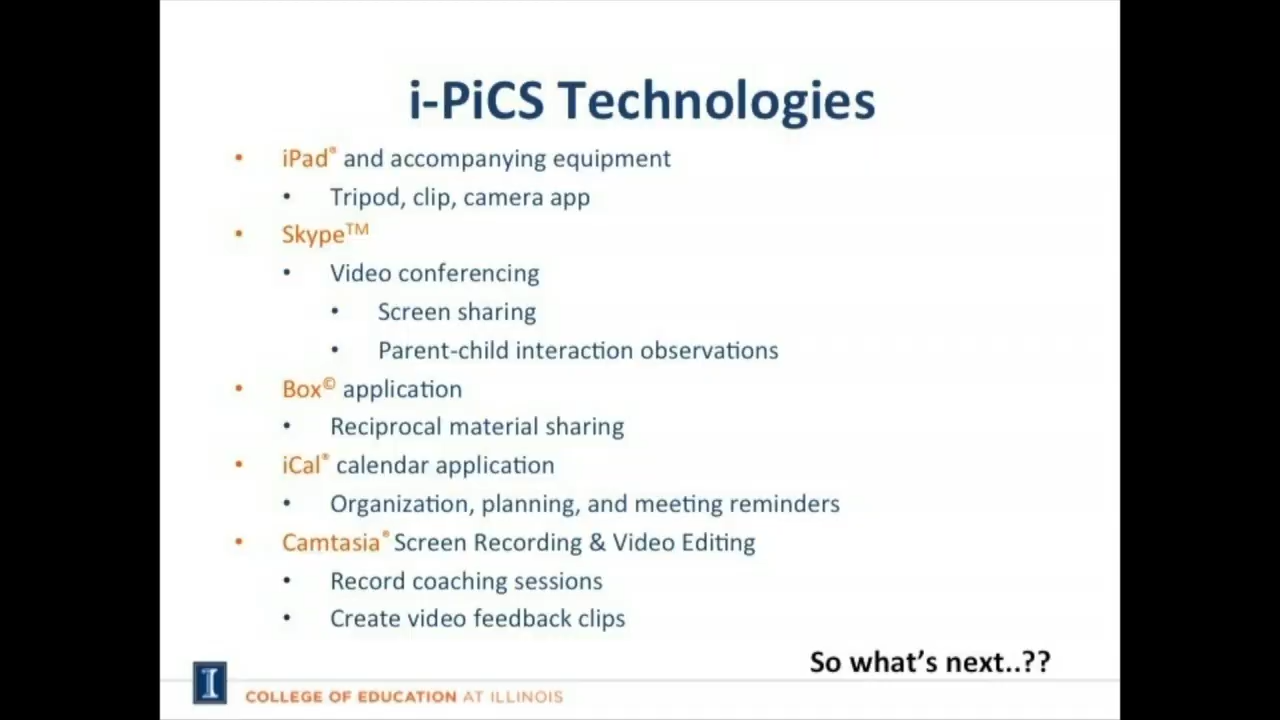 i-PiCS Technologies
• iPad® and accompanying equipment
• Tripod, clip, camera app
• Skype™
• Video conferencing
• Screen sharing
• Parent-child interaction observations
• Box© application
• Reciprocal material sharing
• iCal® calendar application
• Organization, planning, and meeting reminders
• Camtasia® Screen Recording & Video Editing
• Record coaching sessions
• Create video feedback clips
So what's next..??
I
COLLEGE OF EDUCATION AT ILLINOIS